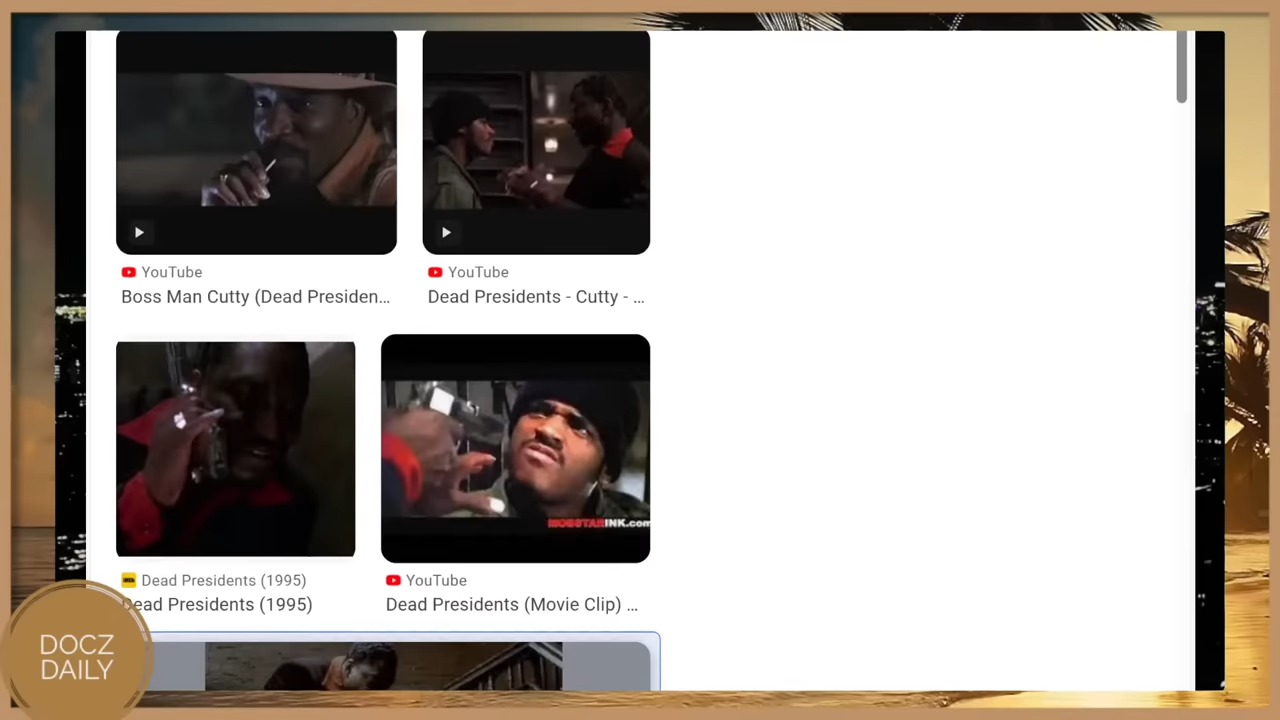 YouTube
Boss Man Cutty (Dead Presiden...
YouTube
Dead Presidents - Cutty - ...
MOBSTARINK.com
Dead Presidents (1995)
Dead Presidents (1995)
YouTube
Dead Presidents (Movie Clip) ...
DOCZ
DAILY